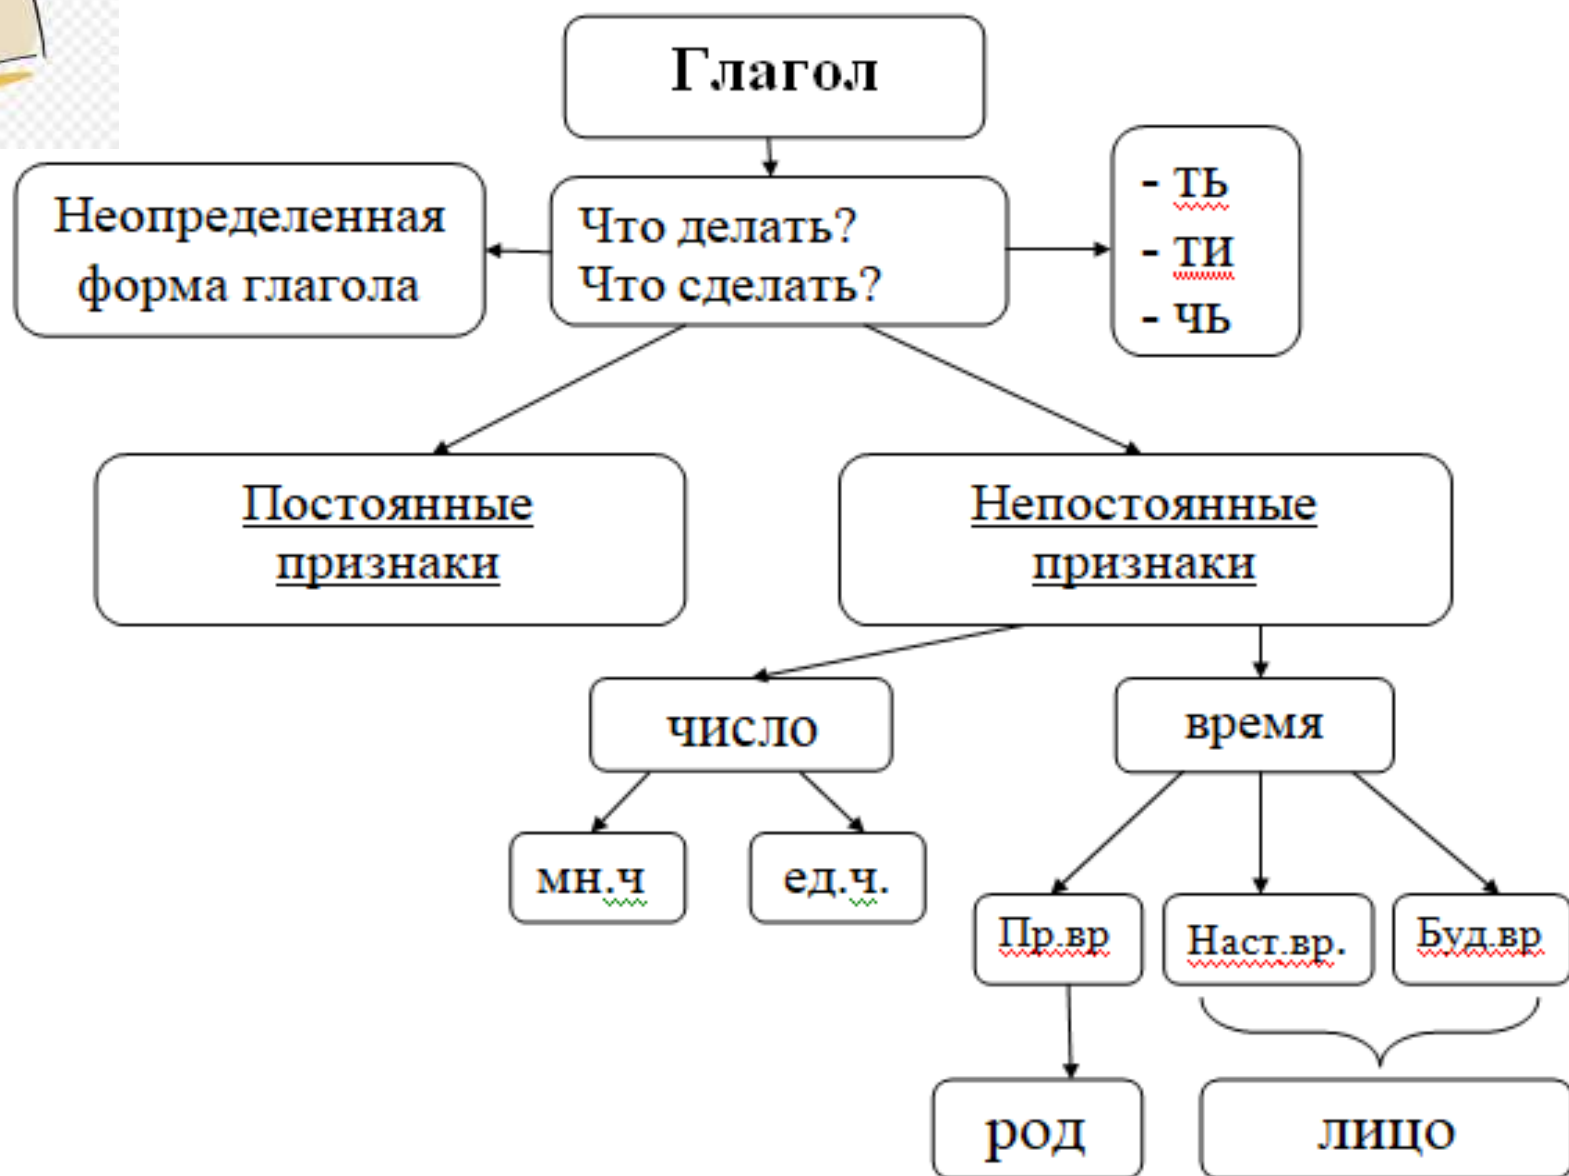 Глагол
Неопределенная
форма глагола
Что делать?
Что сделать?
- ть
- ти
- чь
Постоянные
признаки
Непостоянные
признаки
число
время
мн.ч
ед.ч.
Пр.вр
Наст.вр.
Буд.вр
род
лицо